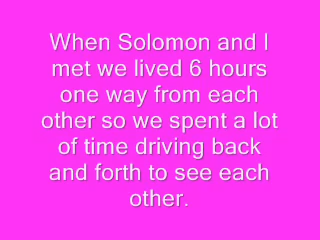 When Solomon and I
met we lived 6 hours
one way from each
other so we spent a lot
of time driving back
and forth to see each
other.